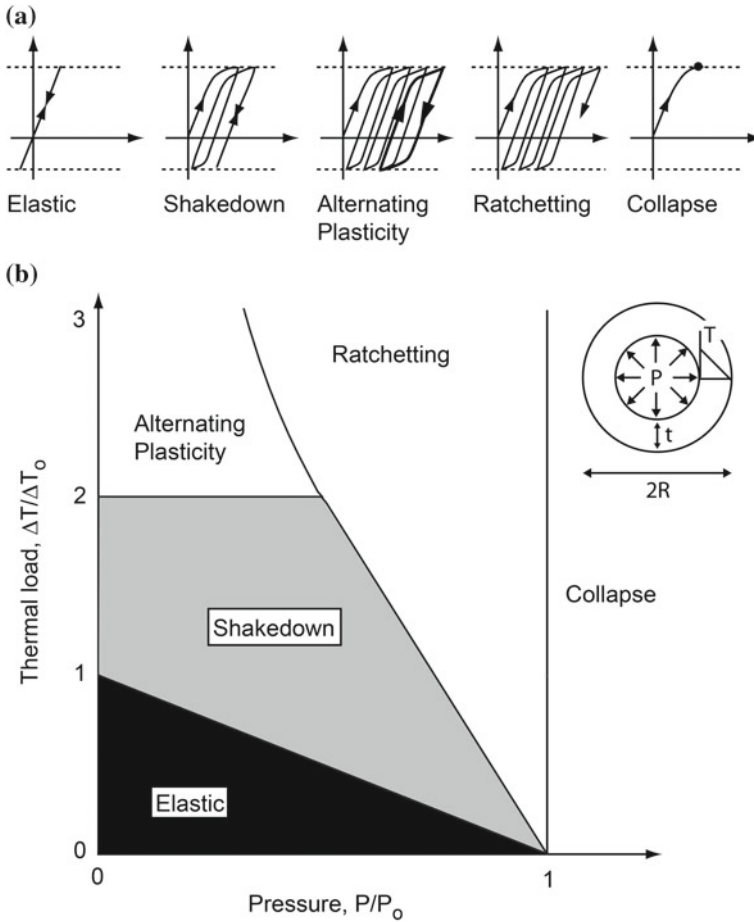 (a)
Elastic
Shakedown
Alternating
Plasticity
Ratchetting
Collapse
(b)
3
2
1
0
Thermal load, ΔT/ΔTo
Alternating
Plasticity
Ratchetting
Shakedown
Elastic
Collapse
T
P
t
2R
0
1
Pressure, P/Po